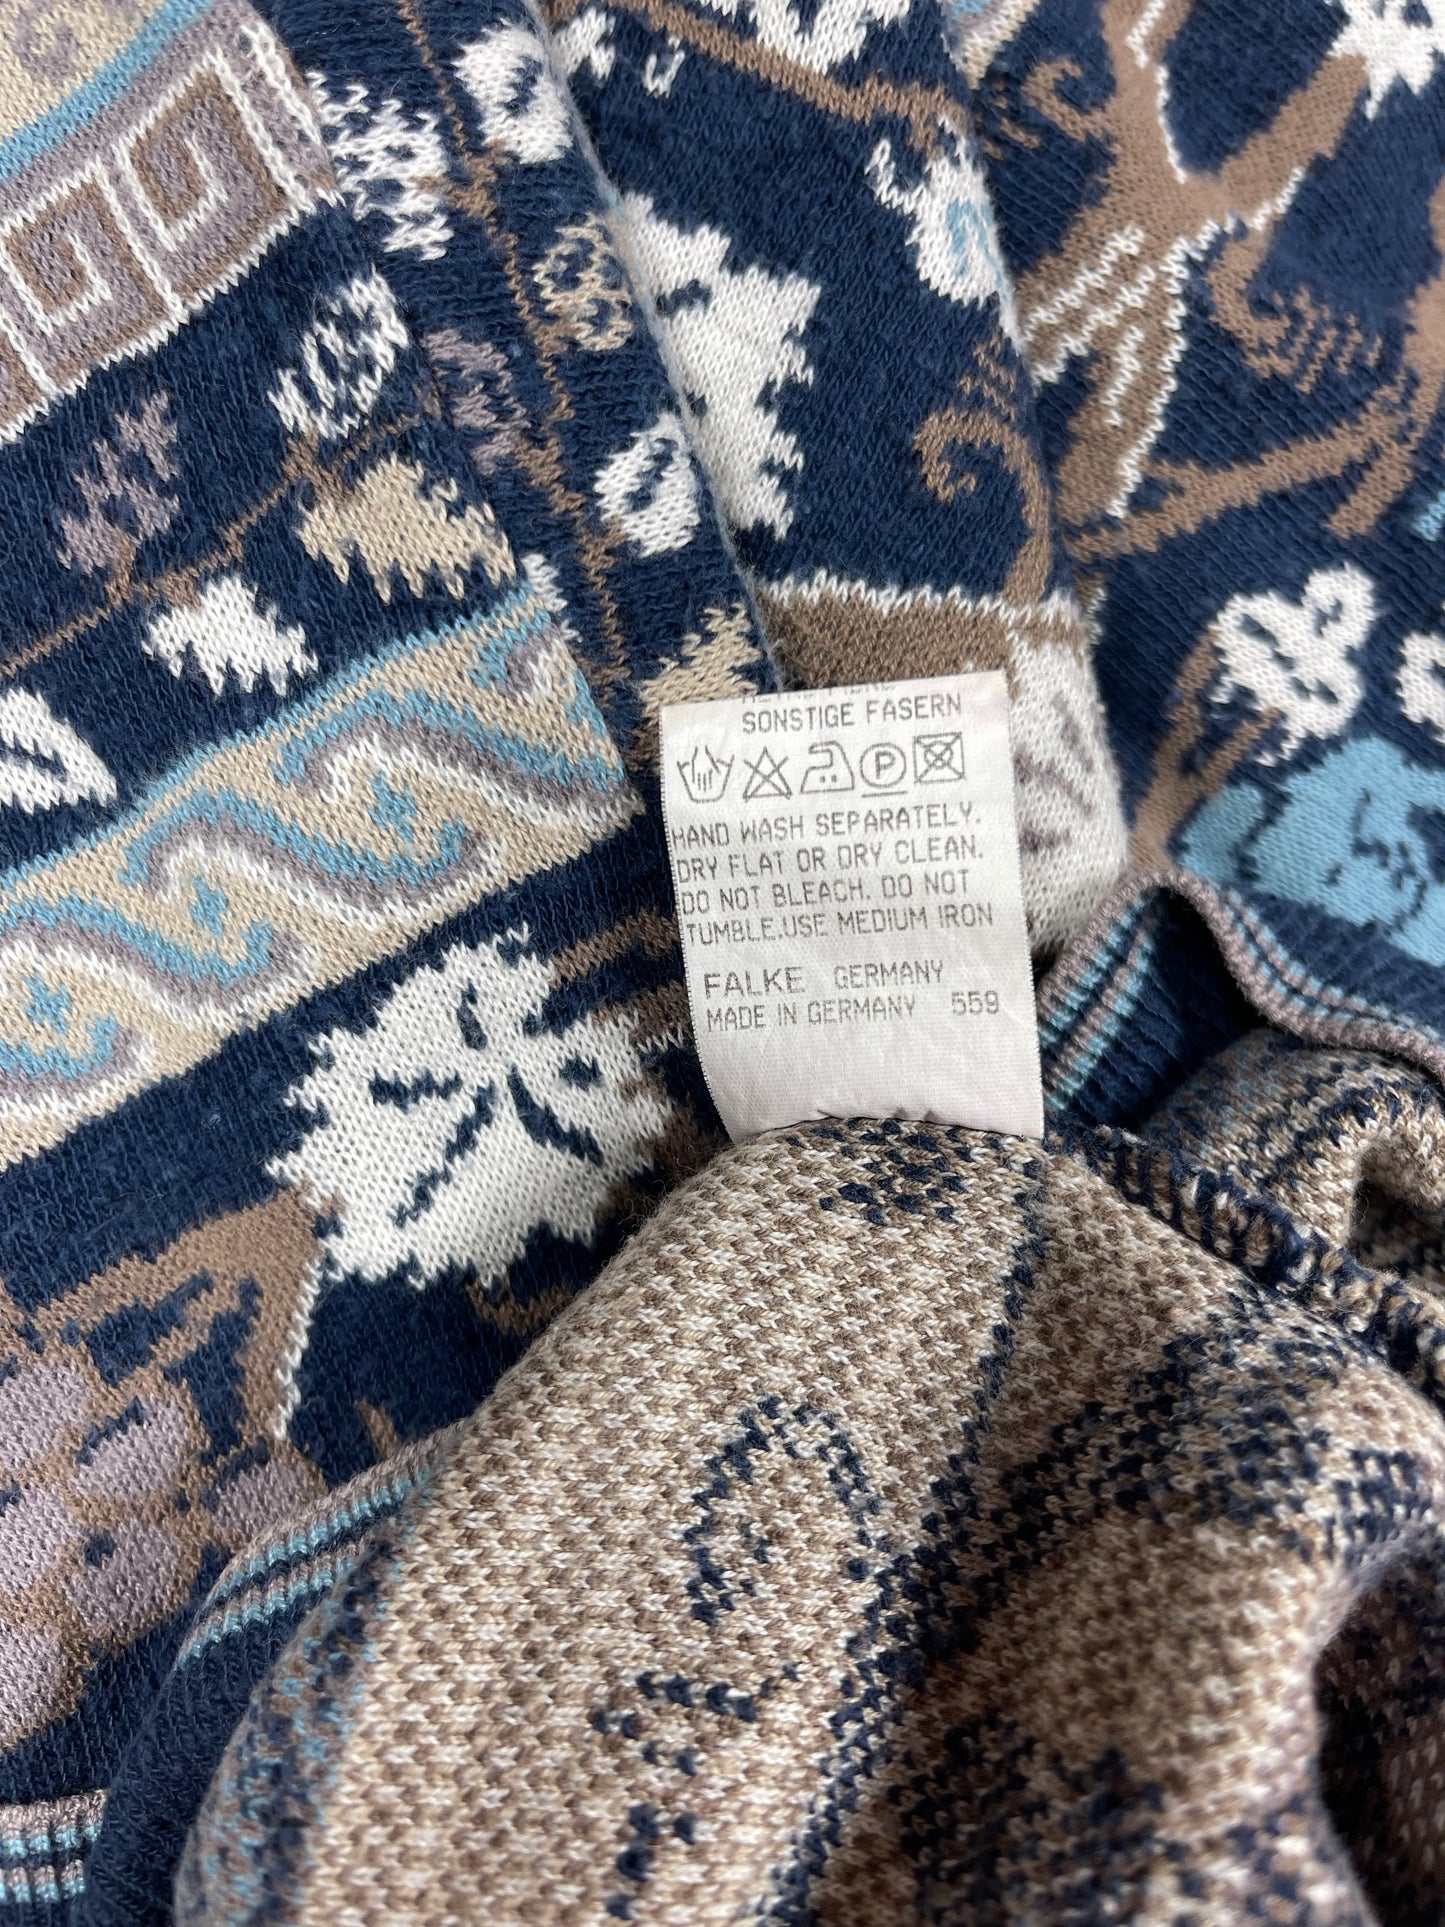 SONSTIGE FASERN
P
HAND WASH SEPARATELY.
DRY FLAT OR DRY CLEAN.
DO NOT BLEACH. DO NOT
TUMBLE.USE MEDIUM IRON
FALKE GERMANY
MADE IN GERMANY 559